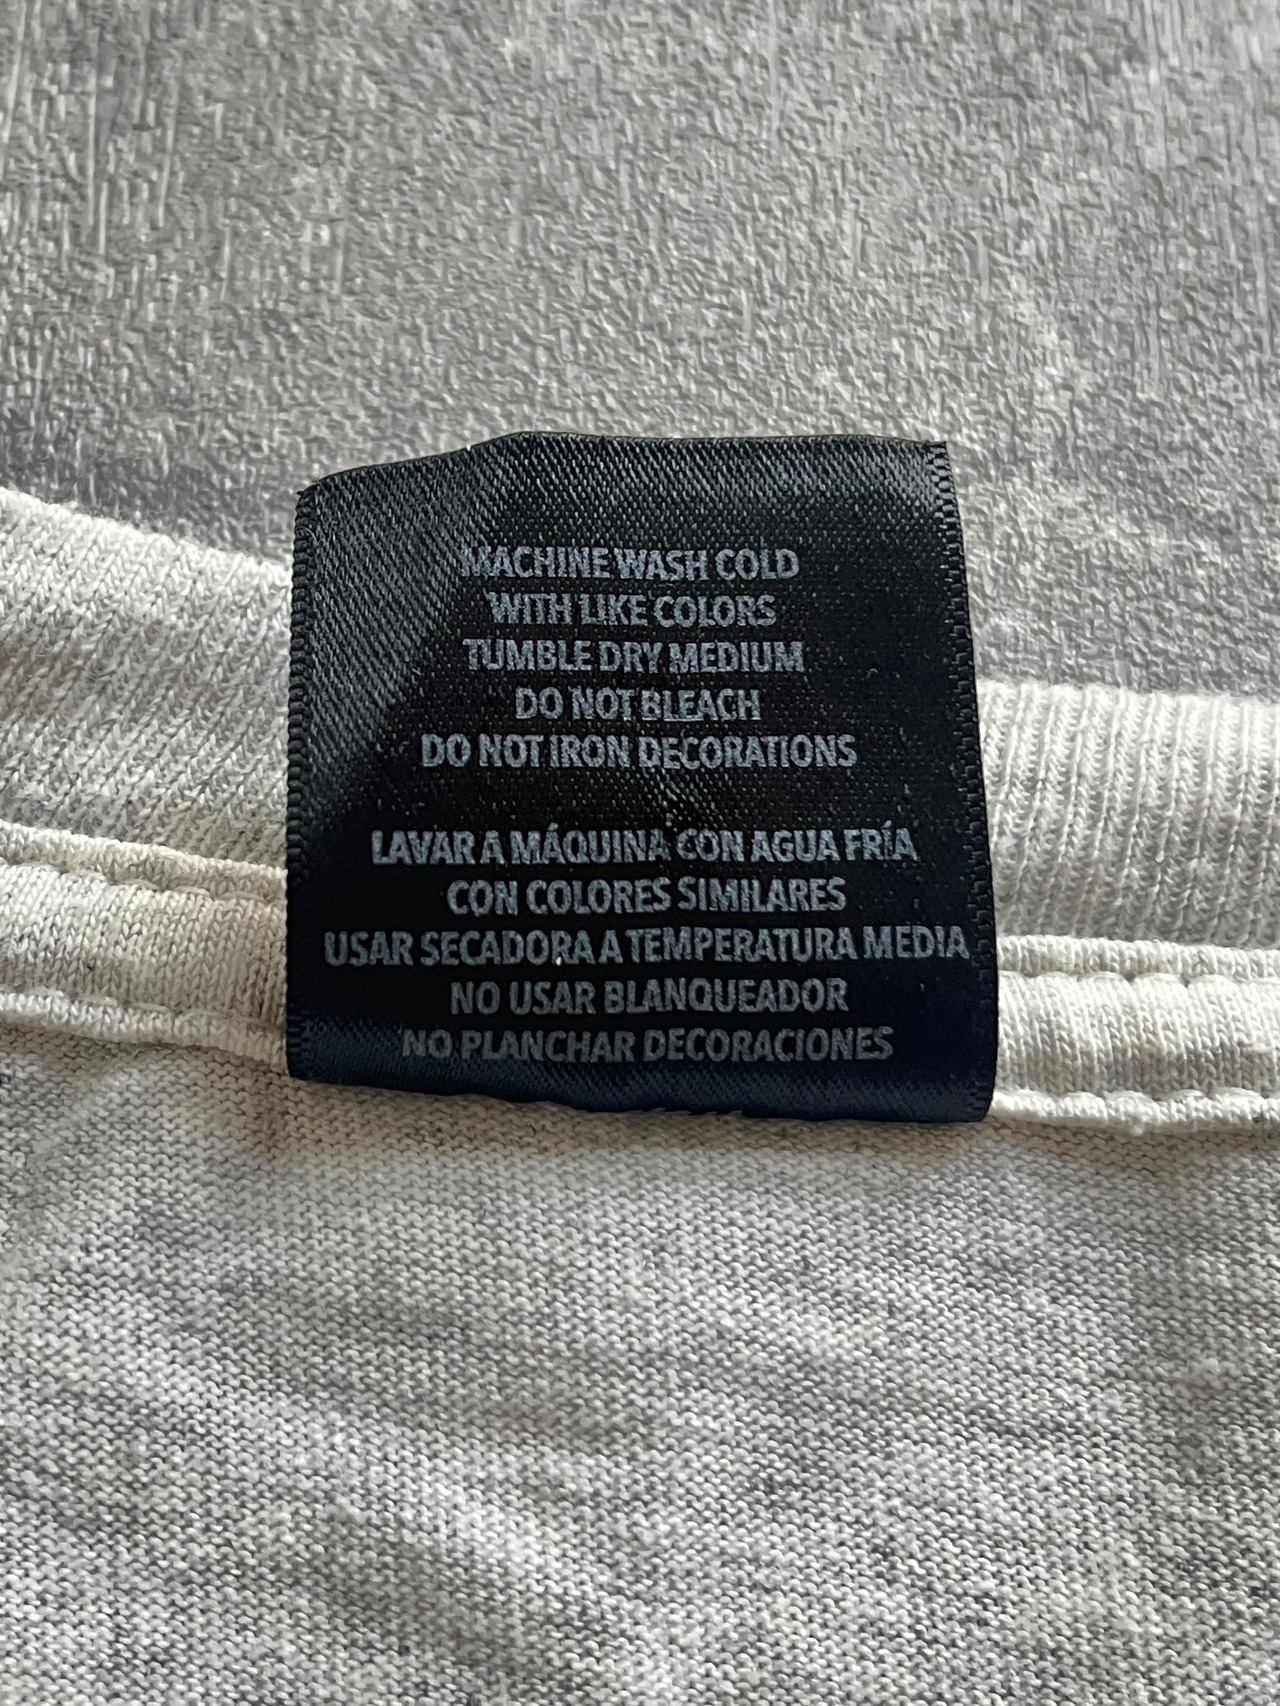 MACHINE WASH COLD
WITH LIKE COLORS
TUMBLE DRY MEDIUM
DO NOT BLEACH
DO NOT IRON DECORATIONS
LAVAR A MÁQUINA CON AGUA FRÍA
CON COLORES SIMILARES
USAR SECADORA A TEMPERATURA MEDIA
NO USAR BLANQUEADOR
NO PLANCHAR DECORACIONES